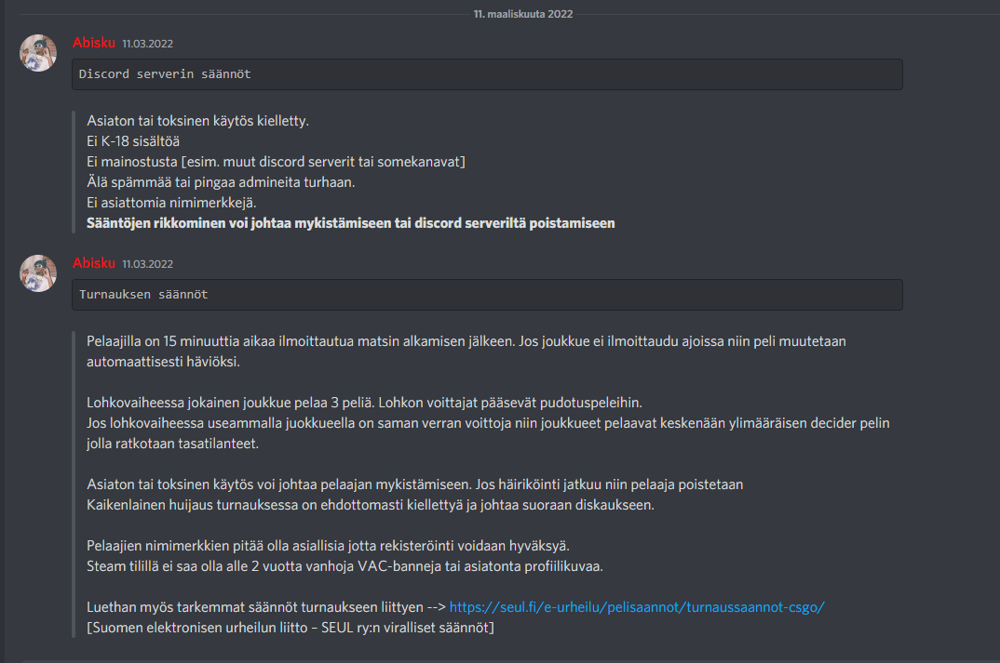 11. maaliskuuta 2022
Abisku 11.03.2022
Discord serverin säännöt
Asiaton tai toksinen käytös kielletty.
Ei K-18 sisältöä
Ei mainostusta [esim. muut discord serverit tai somekanavat]
Älä spämmää tai pingaa admineita turhaan.
Ei asiattomia nimimerkkejä.
Sääntöjen rikkominen voi johtaa mykistämiseen tai discord serveriltä poistamiseen
Abisku 11.03.2022
Turnauksen säännöt
Pelaajilla on 15 minuuttia aikaa ilmoittautua matsin alkamisen jälkeen. Jos joukkue ei ilmoittaudu ajoissa niin peli muutetaan
automaattisesti häviöksi.
Lohkovaiheessa jokainen joukkue pelaa 3 peliä. Lohkon voittajat pääsevät pudotuspeleihin.
Jos lohkovaiheessa useammalla juokkueella on saman verran voittoja niin joukkueet pelaavat keskenään ylimääräisen decider pelin
jolla ratkotaan tasatilanteet.
Asiaton tai toksinen käytös voi johtaa pelaajan mykistämiseen. Jos häiriköinti jatkuu niin pelaaja poistetaan
Kaikenlainen huijaus turnauksessa on ehdottomasti kiellettyä ja johtaa suoraan diskaukseen.
Pelaajien nimimerkkien pitää olla asiallisia jotta rekisteröinti voidaan hyväksyä.
Steam tilillä ei saa olla alle 2 vuotta vanhoja VAC-banneja tai asiatonta profiilikuvaa.
Luethan myös tarkemmat säännöt turnaukseen liittyen --> https://seul.fi/e-urheilu/pelisaannot/turnaussaannot-csgo/
[Suomen elektronisen urheilun liitto – SEUL ry:n viralliset säännöt]